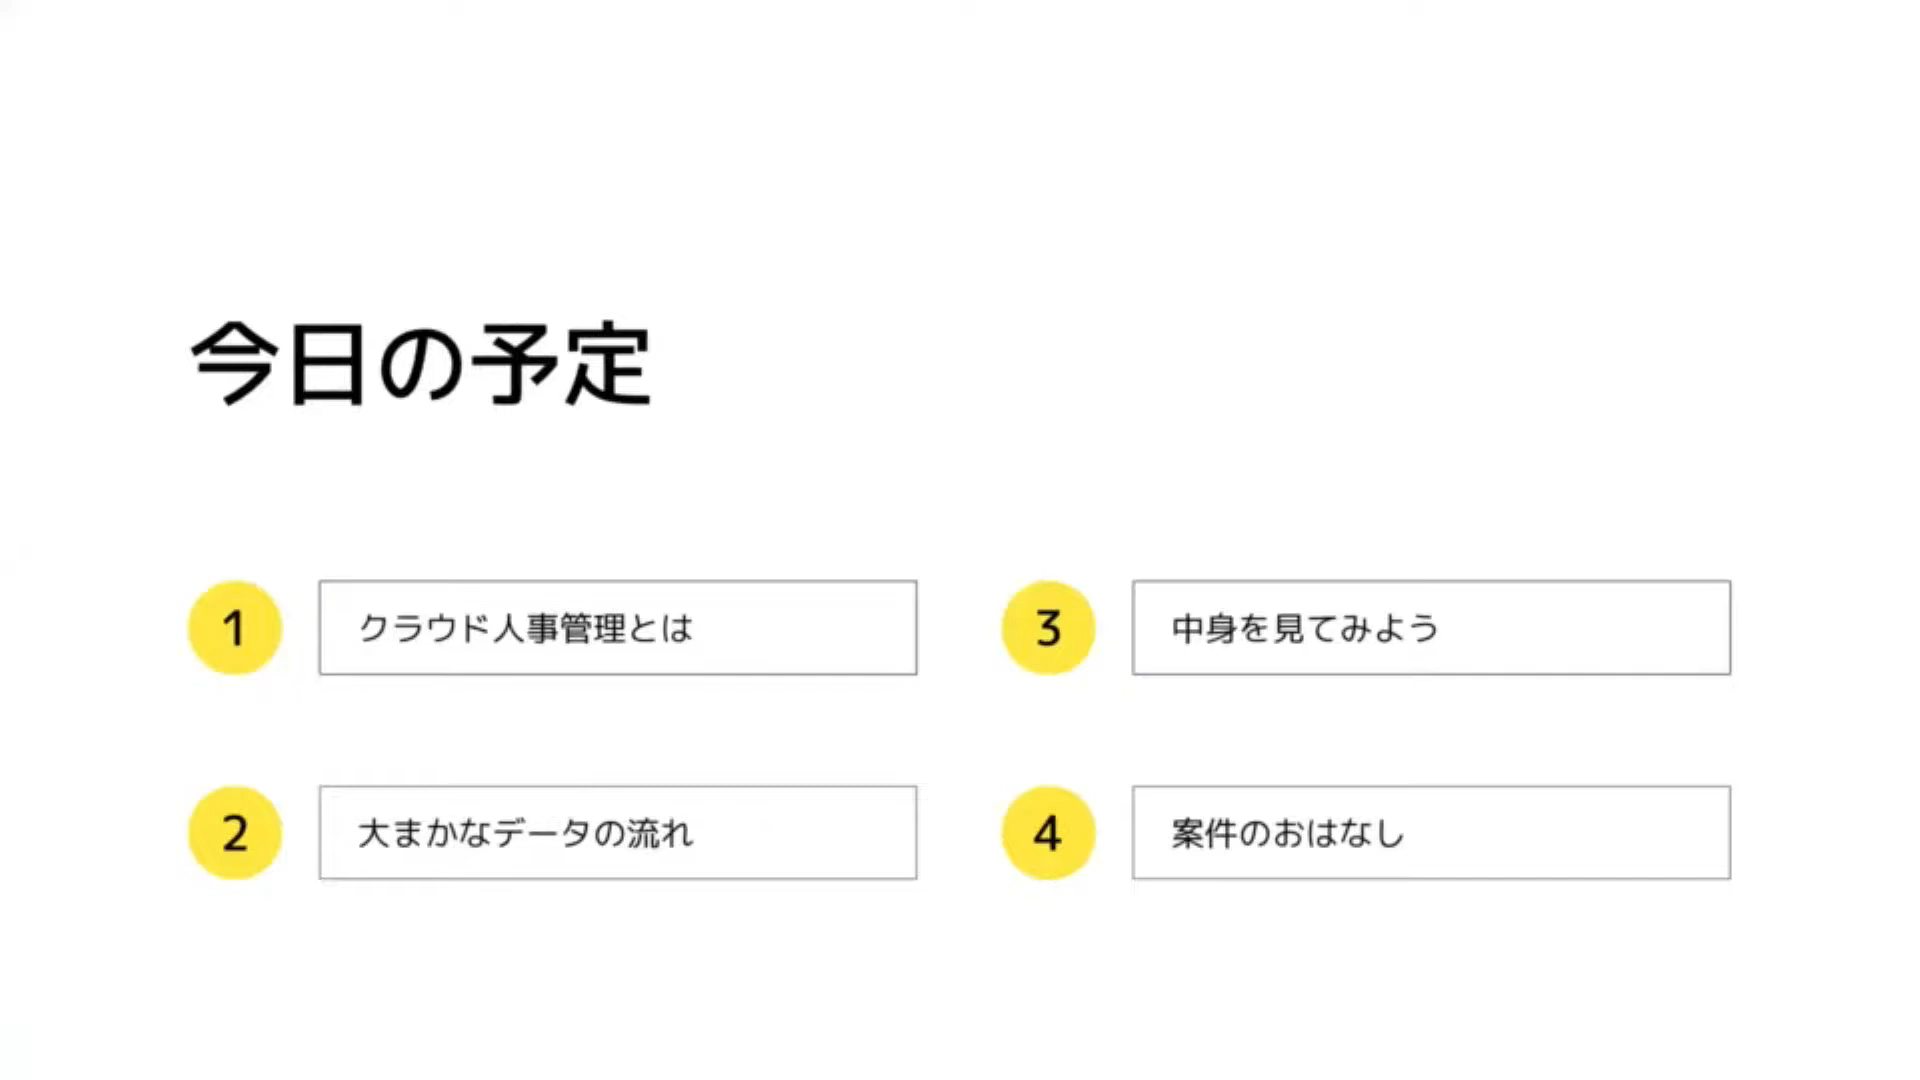 今日の予定
1
クラウド人事管理とは
2
大まかなデータの流れ
3
中身を見てみよう
4
案件のおはなし